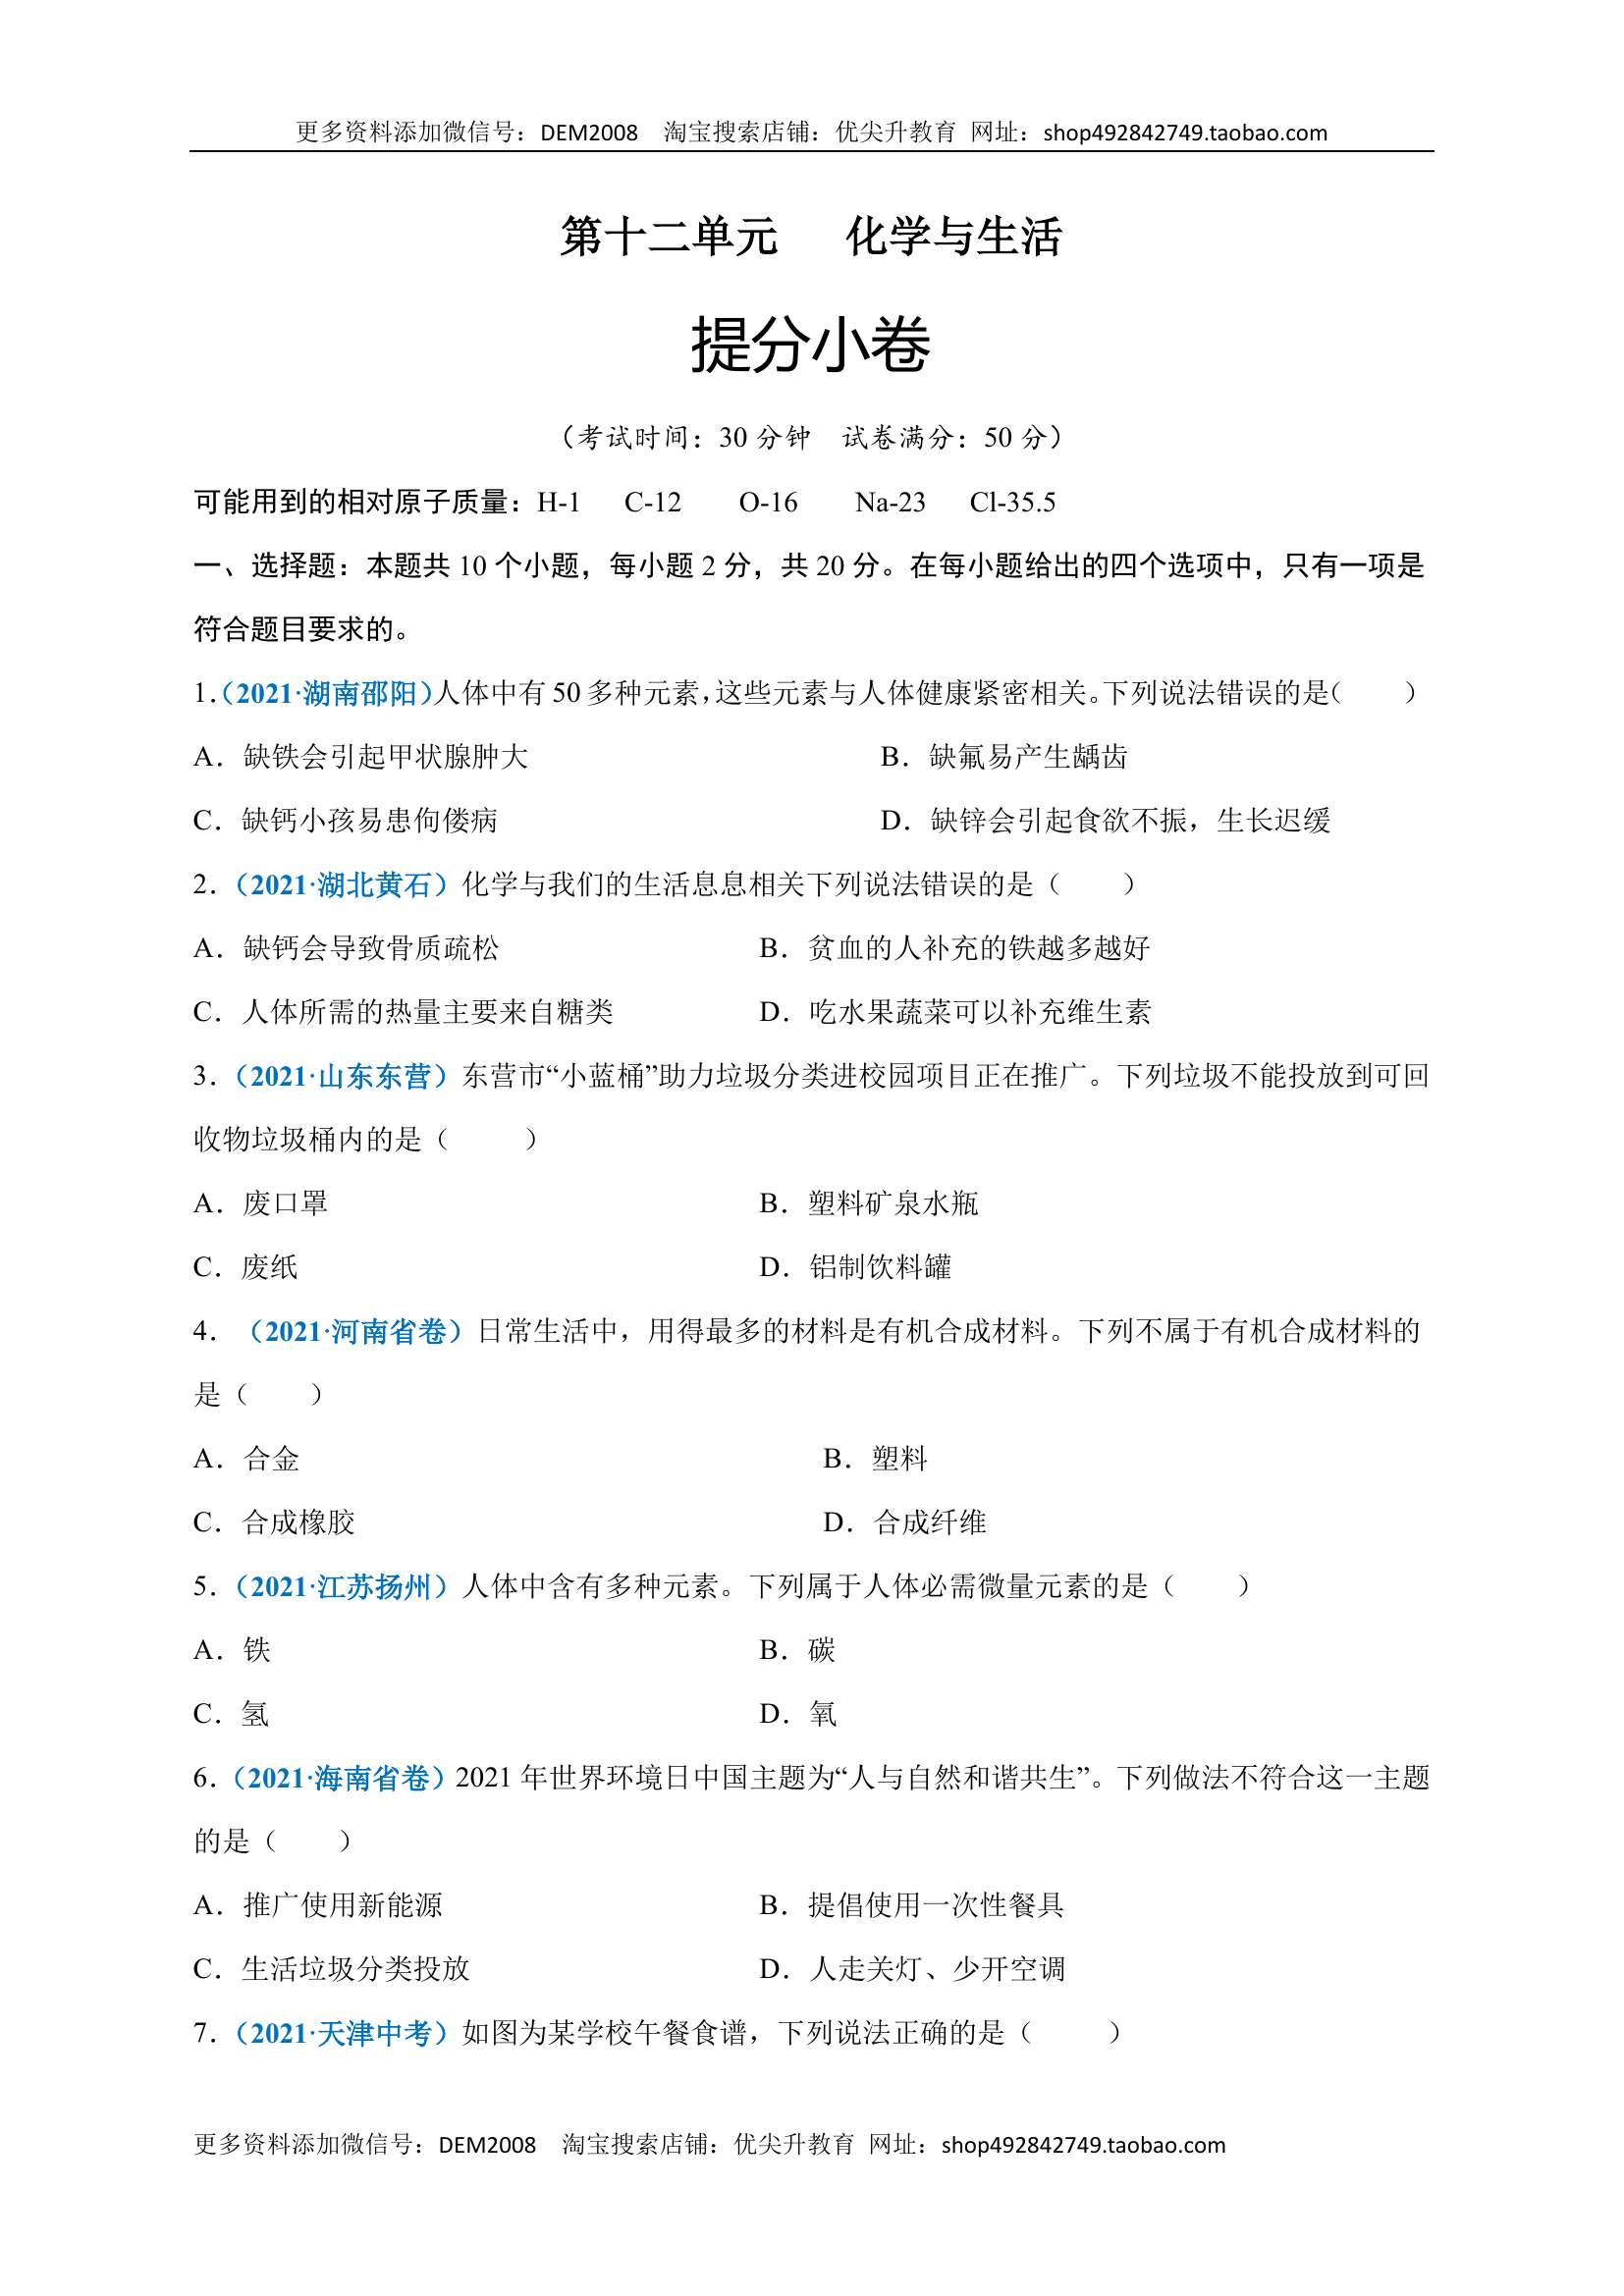 更多资料添加微信号：DEM2008 淘宝搜索店铺：优尖升教育 网址：shop492842749.taobao.com
第十二单元 化学与生活
提分小卷
（考试时间：30 分钟 试卷满分：50 分）
可能用到的相对原子质量：H-1 C-12 O-16 Na-23 Cl-35.5
一、选择题：本题共 10 个小题，每小题 2 分，共 20 分。在每小题给出的四个选项中，只有一项是
符合题目要求的。
1.（2021·湖南邵阳）人体中有 50 多种元素，这些元素与人体健康紧密相关。下列说法错误的是（ ）
A．缺铁会引起甲状腺肿大 B．缺氟易产生龋齿
C．缺钙小孩易患佝偻病 D．缺锌会引起食欲不振，生长迟缓
2．（2021·湖北黄石）化学与我们的生活息息相关下列说法错误的是（ ）
A．缺钙会导致骨质疏松 B．贫血的人补充的铁越多越好
C．人体所需的热量主要来自糖类 D．吃水果蔬菜可以补充维生素
3．（2021·山东东营）东营市“小蓝桶”助力垃圾分类进校园项目正在推广。下列垃圾不能投放到可回
收物垃圾桶内的是（ ）
A．废口罩 B．塑料矿泉水瓶
C．废纸 D．铝制饮料罐
4．（2021·河南省卷）日常生活中，用得最多的材料是有机合成材料。下列不属于有机合成材料的
是（ ）
A．合金 B．塑料
C．合成橡胶 D．合成纤维
5．（2021·江苏扬州）人体中含有多种元素。下列属于人体必需微量元素的是（ ）
A．铁 B．碳
C．氢 D．氧
6．（2021·海南省卷）2021 年世界环境日中国主题为“人与自然和谐共生”。下列做法不符合这一主题
的是（ ）
A．推广使用新能源 B．提倡使用一次性餐具
C．生活垃圾分类投放 D．人走关灯、少开空调
7．（2021·天津中考）如图为某学校午餐食谱，下列说法正确的是（ ）
更多资料添加微信号：DEM2008 淘宝搜索店铺：优尖升教育 网址：shop492842749.taobao.com